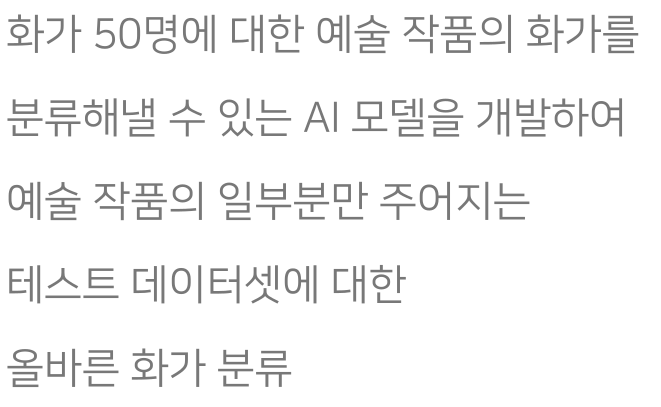 화가 50명에 대한 예술 작품의 화가를
분류해낼 수 있는 AI 모델을 개발하여
예술 작품의 일부분만 주어지는
테스트 데이터셋에 대한
올바른 화가 분류